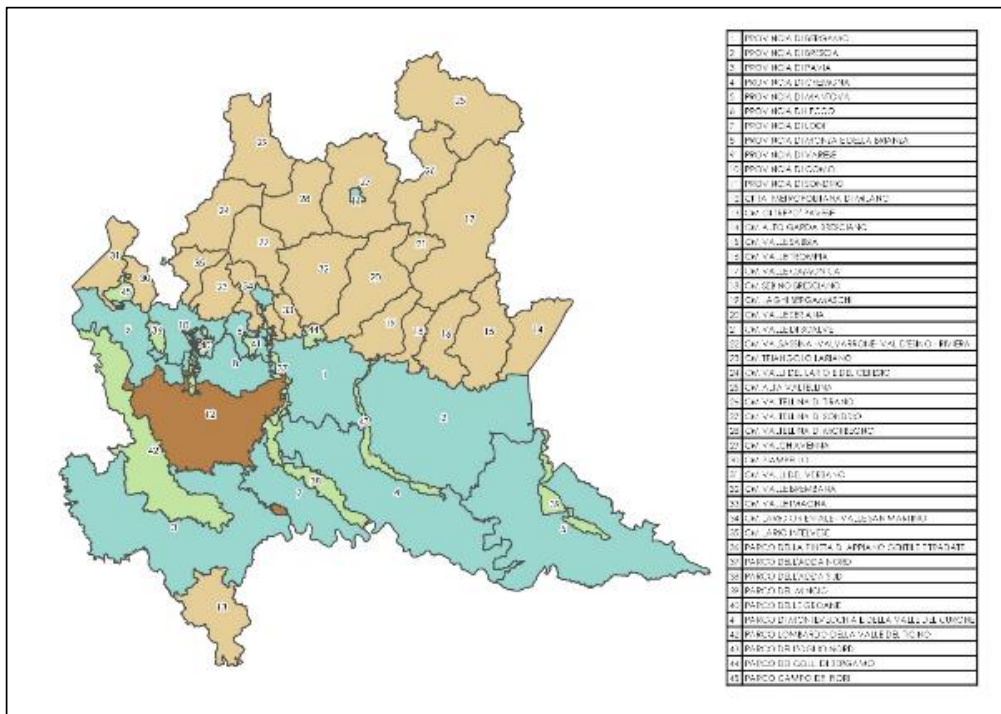 1 PROVINCIA DI BERGAMO
2 PROVINCIA DI BRESCIA
3 PROVINCIA DI PAVIA
4 PROVINCIA DI CREMONA
5 PROVINCIA DI MANTOVA
6 PROVINCIA DI LECCO
7 PROVINCIA DI LODI
8 PROVINCIA DI MONZA E DELLA BRIANZA
9 PROVINCIA DI VARESE
10 PROVINCIA DI COMO
11 PROVINCIA DI SONDRIO
12 CITTA' METROPOLITANA DI MILANO
13 CM OLTREPO' PAVESE
14 CM ALTO GARDA BRESCIANO
15 CM VALLE SABBIA
16 CM VALLE TROMPIA
17 CM VALLE CAMONICA
18 CM SEBINO BRESCIANO
19 CM LAGHI BERGAMASCHI
20 CM VALLE SERIANA
21 CM VALLE DI SCALVE
22 CM VALSASSINA - VALVARRONE - VAL D'ESINO - RIVIERA
23 CM TRIANGOLO LARIANO
24 CM VALLI DEL LARIO E DEL CERESIO
25 CM ALTA VALTELLINA
26 CM VALTELLINA DI TIRANO
27 CM VALTELLINA DI SONDRIO
28 CM VALTELLINA DI MORBEGNO
29 CM VALCHIAVENNA
30 CM PIAMBELLO
31 CM VALLI DEL VERBANO
32 CM VALLE BREMBANA
33 CM VALLE IMAGNA
34 CM LARIO ORIENTALE - VALLE SAN MARTINO
35 CM LARIO INTELVESE
36 PARCO DELLA PINETA DI APPIANO GENTILE E TRADATE
37 PARCO DELL'ADDA NORD
38 PARCO DELL'ADDA SUD
39 PARCO DEL MINCIO
40 PARCO DELLE GROANE
41 PARCO DI MONTEVECCHIA E DELLA VALLE DEL CURONE
42 PARCO LOMBARDO DELLA VALLE DEL TICINO
43 PARCO DELL'OGLIO NORD
44 PARCO DEI COLLI DI BERGAMO
45 PARCO CAMPO DEI FIORI